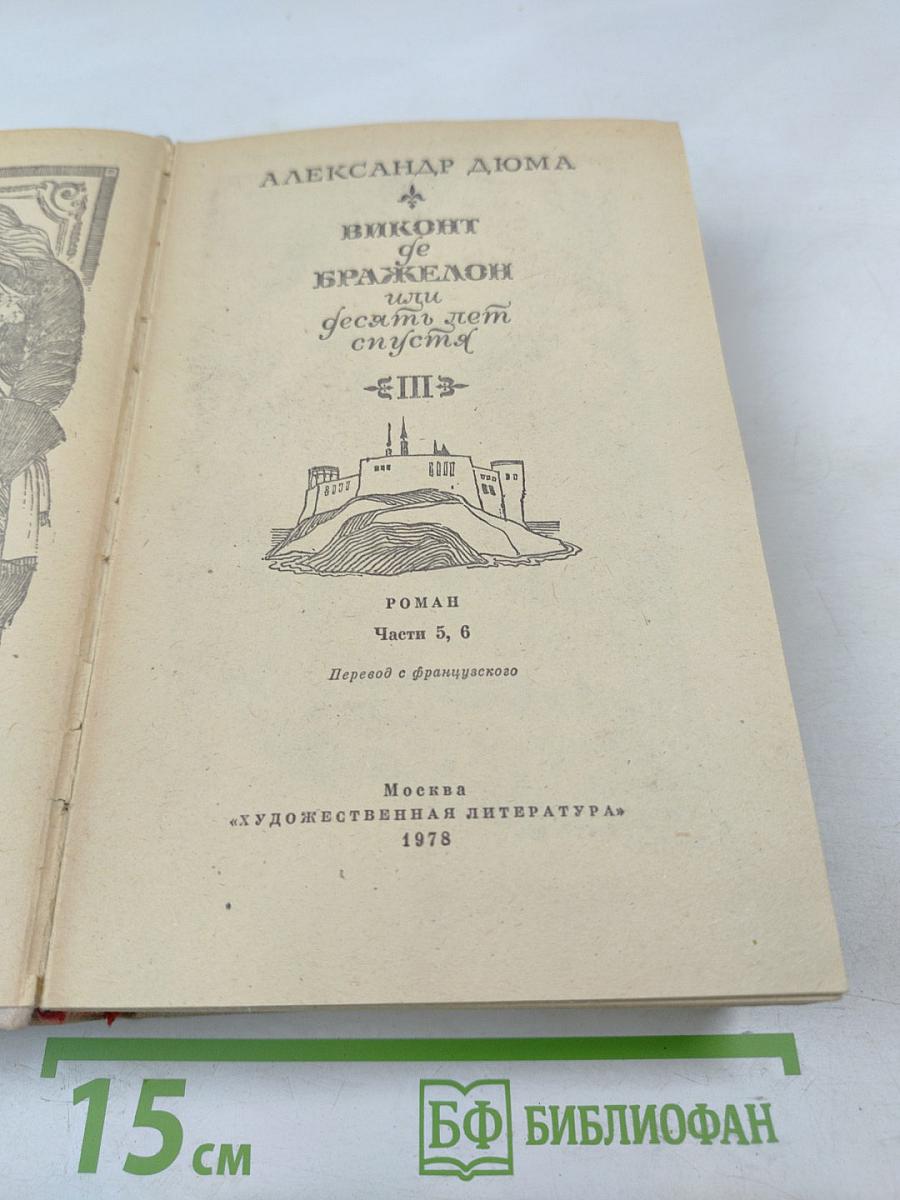 АЛЕКСАНДР ДЮМА
ВИКОНТ
де
БРАЖЕЛОН
или
десять лет
спустя
III
РОМАН
Части 5, 6
Перевод с французского
Москва
«ХУДОЖЕСТВЕННАЯ ЛИТЕРАТУРА»
1978
15 см
БФ БИБЛИОФАН